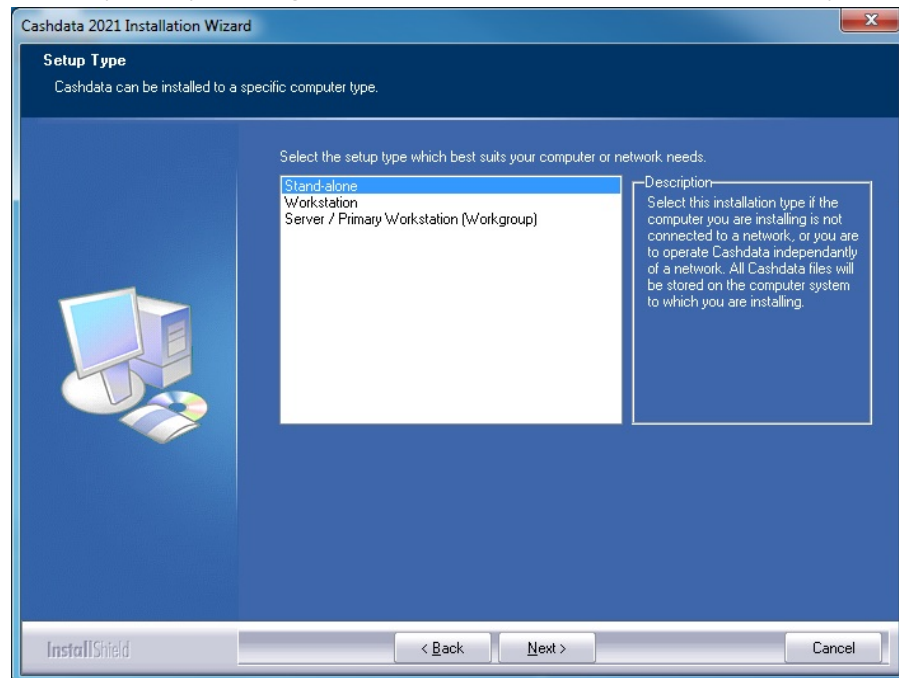 Cashdata 2021 Installation Wizard
Setup Type
Cashdata can be installed to a specific computer type.
Select the setup type which best suits your computer or network needs.
Stand-alone
Workstation
Server / Primary Workstation (Workgroup)
Description
Select this installation type if the
computer you are installing is not
connected to a network, or you are
to operate Cashdata independantly
of a network. All Cashdata files will
be stored on the computer system
to which you are installing.
InstallShield
< Back
Next >
Cancel